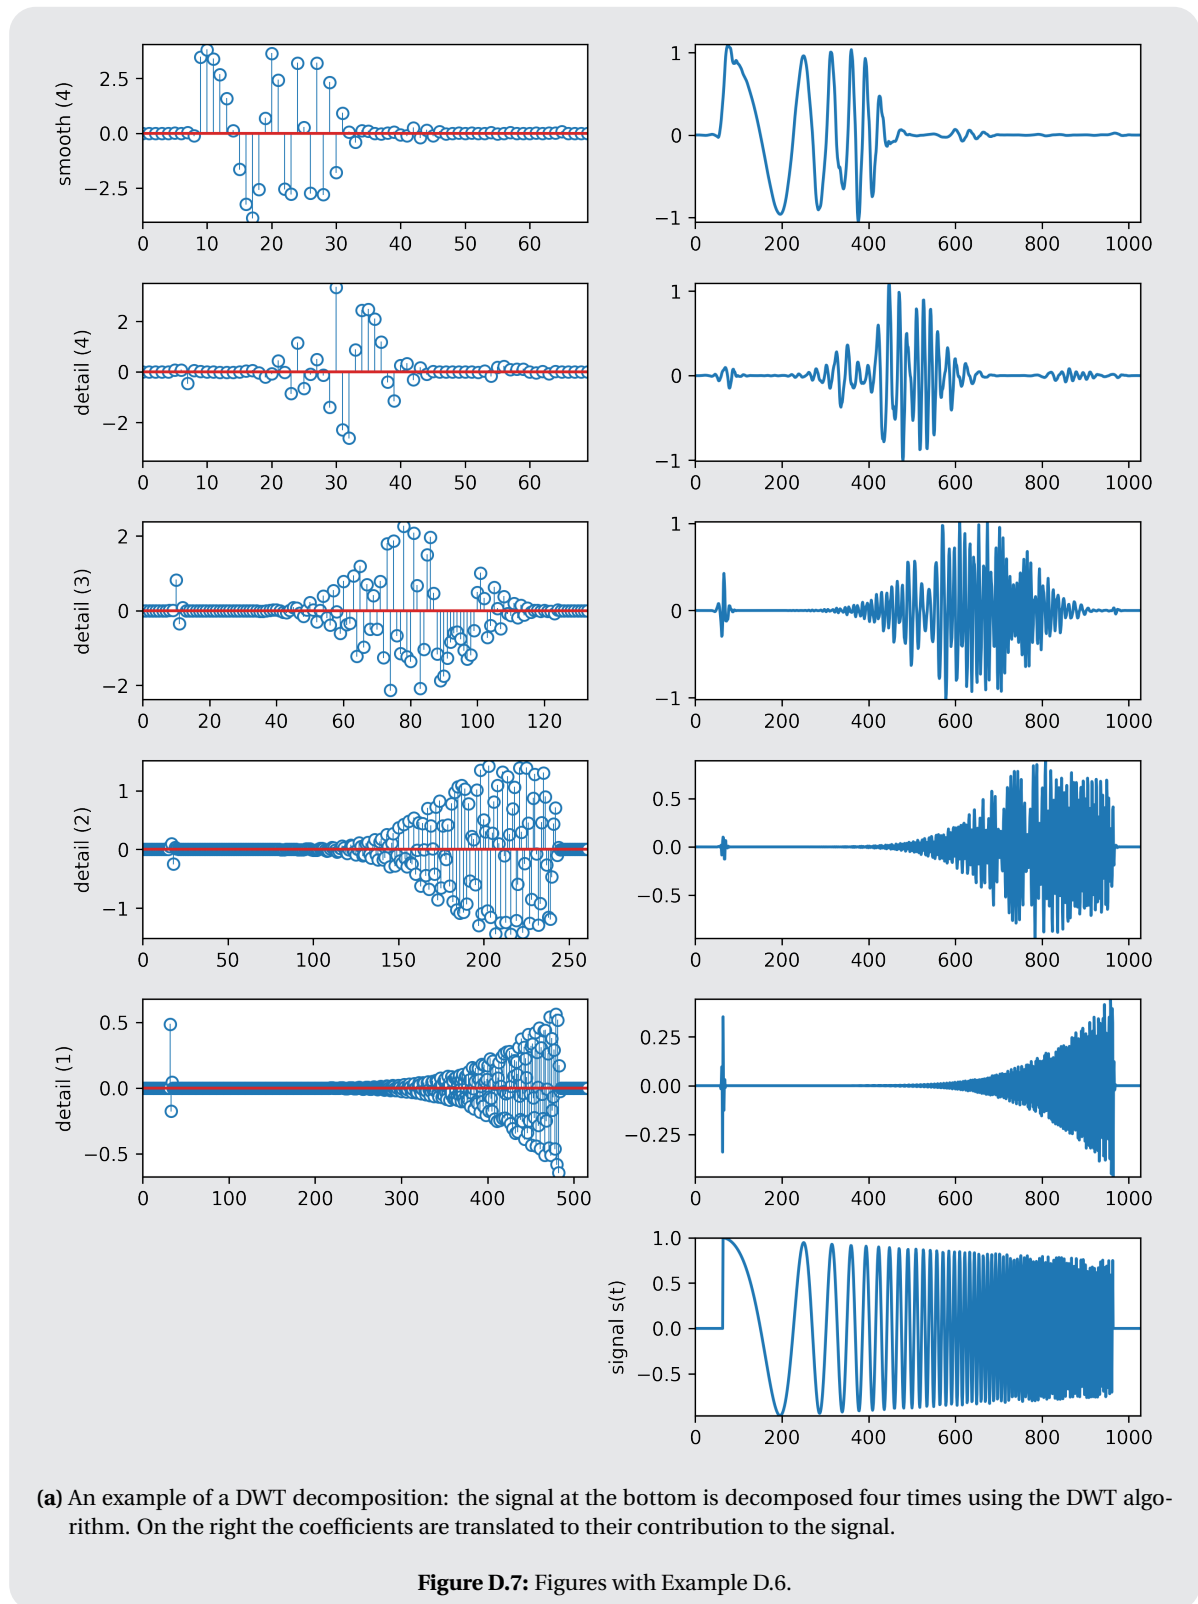 smooth (4)
2.5
0.0
−2.5
0 10 20 30 40 50 60
1
0
−1
0 200 400 600 800 1000
detail (4)
2
0
−2
0 10 20 30 40 50 60
1
0
−1
0 200 400 600 800 1000
detail (3)
2
0
−2
0 20 40 60 80 100 120
1
0
−1
0 200 400 600 800 1000
detail (2)
1
0
−1
0 50 100 150 200 250
0.5
0.0
−0.5
0 200 400 600 800 1000
detail (1)
0.5
0.0
−0.5
0 100 200 300 400 500
0.25
0.00
−0.25
0 200 400 600 800 1000
signal s(t)
1.0
0.5
0.0
−0.5
0 200 400 600 800 1000
(a) An example of a DWT decomposition: the signal at the bottom is decomposed four times using the DWT algo-
rithm. On the right the coefficients are translated to their contribution to the signal.
Figure D.7: Figures with Example D.6.